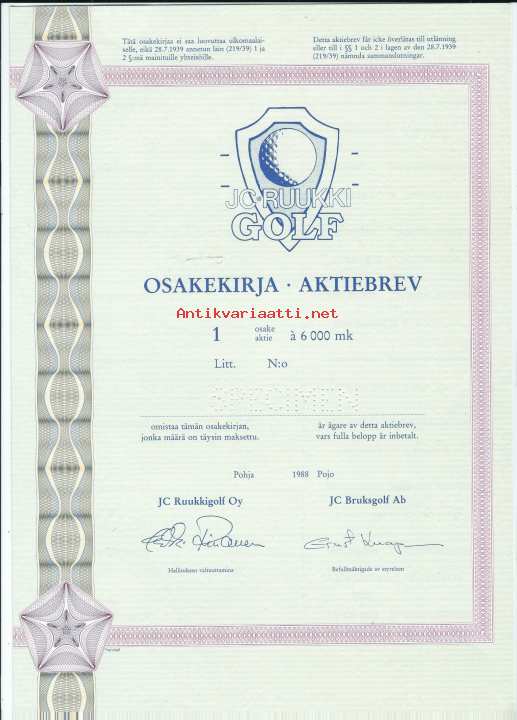 Tätä osakekirjaa ei saa luovuttaa ulkomaalai-
selle, eikä 28.7.1939 annetun lain (219/39) 1 ja
2 §:ssä mainituille yhteisöille.
Detta aktiebrev får icke överlåtas till utlänning,
eller till i §§ 1 och 2 i lagen av den 28.7.1939
(219/39) nämnda sammanslutningar.
JC•RUUKKI
GOLF
OSAKEKIRJA · AKTIEBREV
Antikvariaatti.net
1 osake
aktie à 6 000 mk
Litt. N:o
SPECIMEN
omistaa tämän osakekirjan,
jonka määrä on täysin maksettu.
är ägare av detta aktiebrev,
vars fulla belopp är inbetalt.
Pohja 1988 Pojo
JC Ruukkigolf Oy JC Bruksgolf Ab
Hallituksen valtuuttamina Befullmäktigade av styrelsen